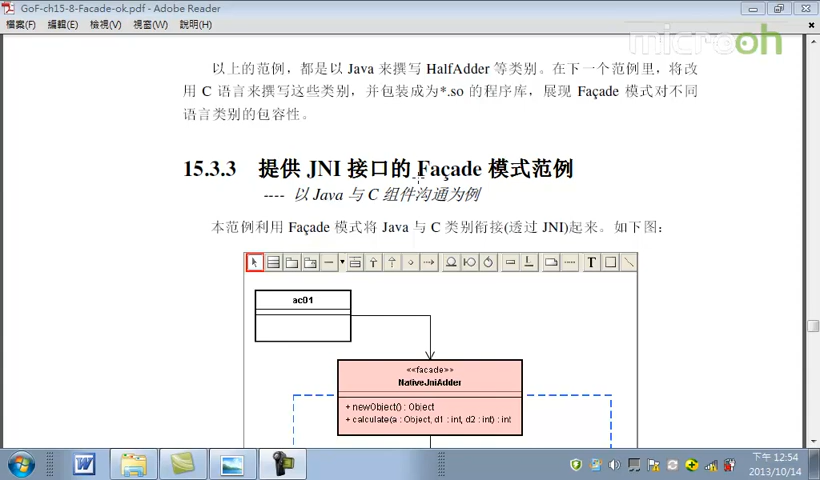 GoF-ch15-8-Facade-ok.pdf - Adobe Reader
檔案(F) 編輯(E) 檢視(V) 視窗(W) 說明(H)
microoh
以上的范例，都是以 Java 来撰写 HalfAdder 等类别。在下一个范例里，将改
用 C 语言来撰写这些类别，并包装成为*.so 的程序库，展现 Façade 模式对不同
语言类别的包容性。
15.3.3 提供 JNI 接口的 Façade 模式范例
---- 以 Java 与 C 组件沟通为例
本范例利用 Façade 模式将 Java 与 C 类别衔接(透过 JNI)起来。如下图：
T
ac01
<<facade>>
NativeJniAdder
+ newObject() : Object
+ calculate(a : Object, d1 : int, d2 : int) : int
W
下午 12:54
2013/10/14